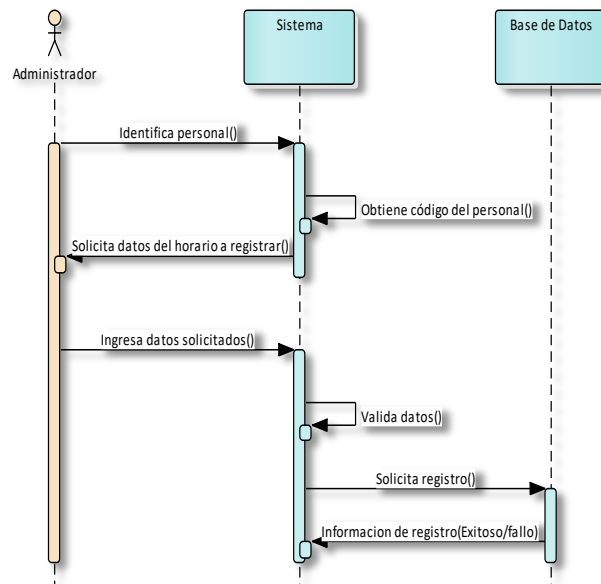 Sistema
Base de Datos
Administrador
Identifica personal()
Obtiene código del personal()
Solicita datos del horario a registrar()
Ingresa datos solicitados()
Valida datos()
Solicita registro()
Informacion de registro(Exitoso/fallo)